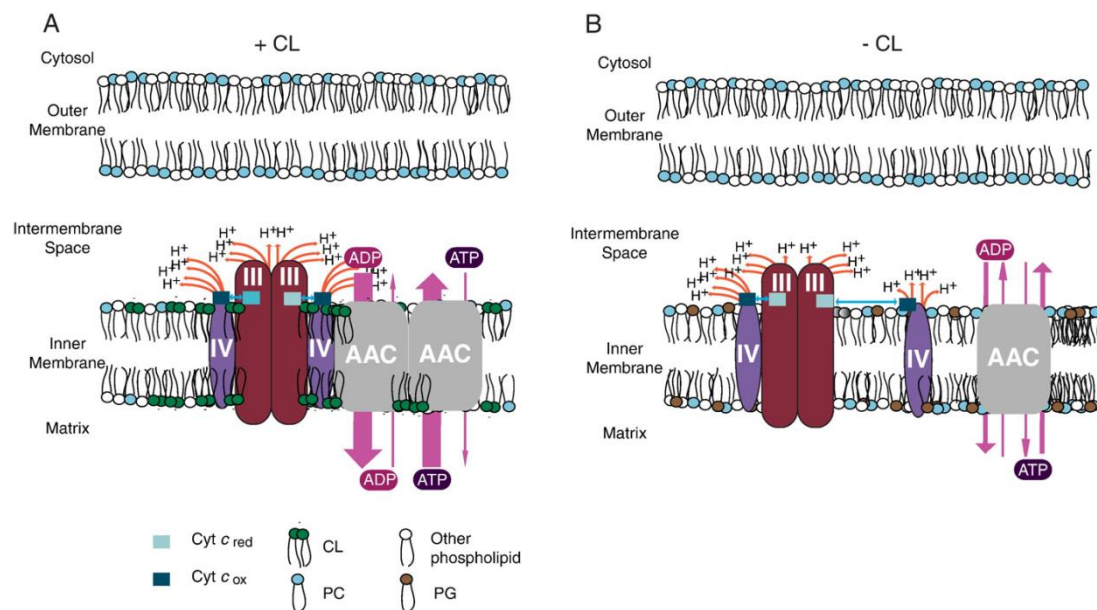 A
+ CL
Cytosol
Outer
Membrane
Intermembrane
Space
H+ H+ H+ H+
H+ H+ H+ H+
H+ H+
H+ H+ H+
H+
ADP
ATP
III III
IV
IV
AAC
AAC
Inner
Membrane
Matrix
ADP
ATP
Cyt c red
Cyt c ox
CL
PC
Other
phospholipid
PG
B
- CL
Cytosol
Outer
Membrane
Intermembrane
Space
H+ H+ H+ H+
H+ H+
H+ H+
H+ H+ H+
H+
ADP
III III
IV
IV
AAC
Inner
Membrane
Matrix
ATP